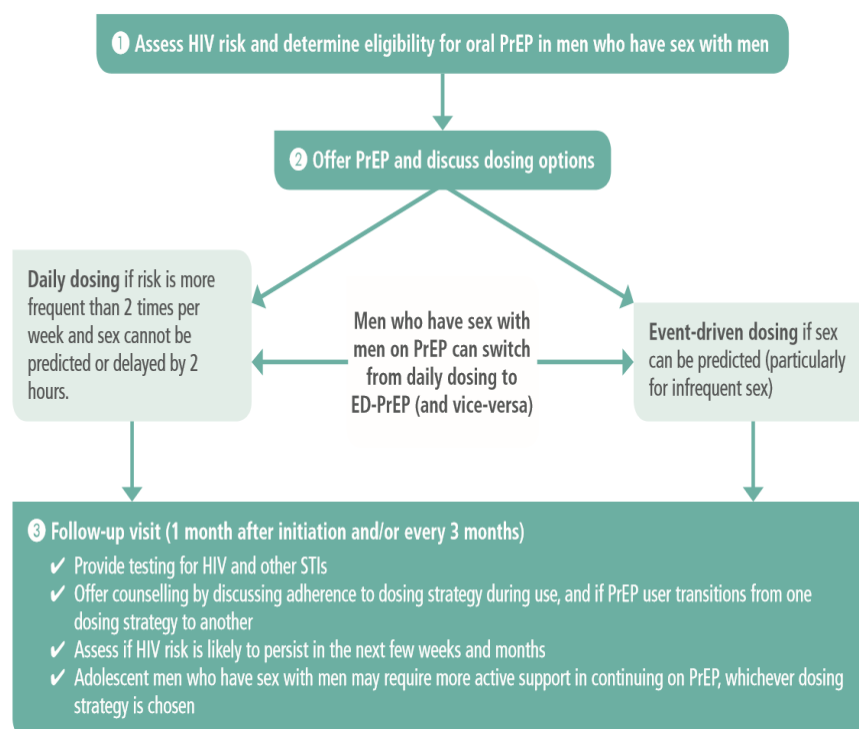 ❶ Assess HIV risk and determine eligibility for oral PrEP in men who have sex with men
❷ Offer PrEP and discuss dosing options
Daily dosing if risk is more
frequent than 2 times per
week and sex cannot be
predicted or delayed by 2
hours.
Men who have sex with
men on PrEP can switch
from daily dosing to
ED-PrEP (and vice-versa)
Event-driven dosing if sex
can be predicted (particularly
for infrequent sex)
❸ Follow-up visit (1 month after initiation and/or every 3 months)
✔ Provide testing for HIV and other STIs
✔ Offer counselling by discussing adherence to dosing strategy during use, and if PrEP user transitions from one
dosing strategy to another
✔ Assess if HIV risk is likely to persist in the next few weeks and months
✔ Adolescent men who have sex with men may require more active support in continuing on PrEP, whichever dosing
strategy is chosen